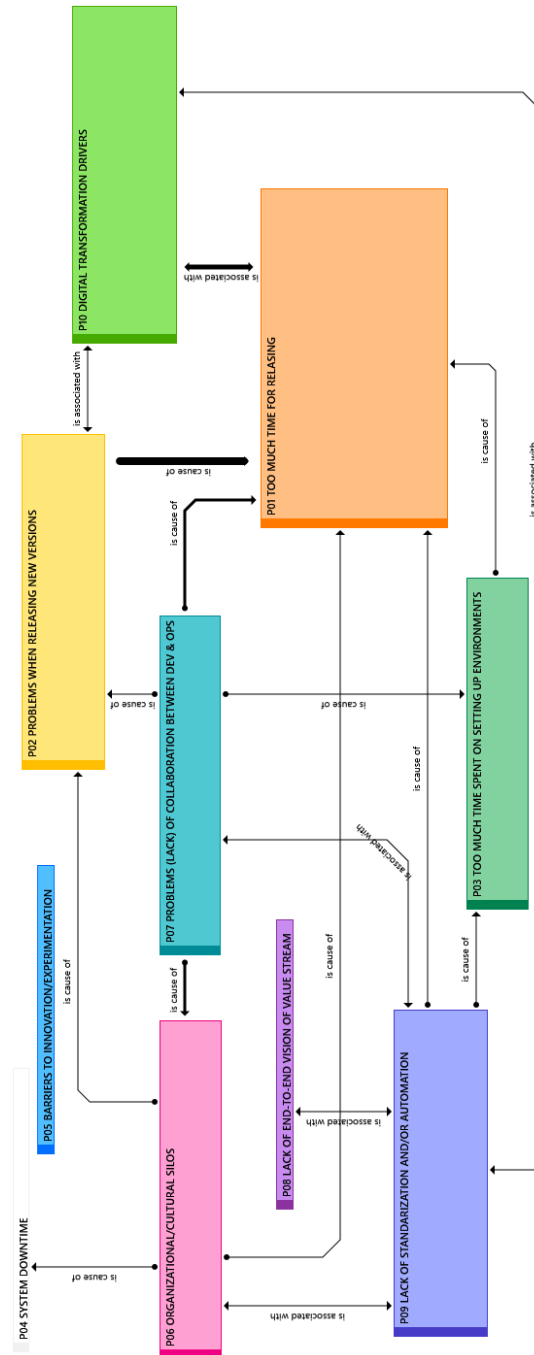 P10 DIGITAL TRANSFORMATION DRIVERS
is associated with
is associated with
P01 TOO MUCH TIME FOR RELASING
P02 PROBLEMS WHEN RELEASING NEW VERSIONS
is cause of
is cause of
is cause of
is associated with
P07 PROBLEMS (LACK) OF COLLABORATION BETWEEN DEV & OPS
is cause of
is cause of
P03 TOO MUCH TIME SPENT ON SETTING UP ENVIRONMENTS
is cause of
is associated with
P05 BARRIERS TO INNOVATION/EXPERIMENTATION
is cause of
is cause of
P08 LACK OF END-TO-END VISION OF VALUE STREAM
is cause of
is cause of
is associated with
P04 SYSTEM DOWNTIME
is cause of
P06 ORGANIZATIONAL/CULTURAL SILOS
is associated with
P09 LACK OF STANDARIZATION AND/OR AUTOMATION